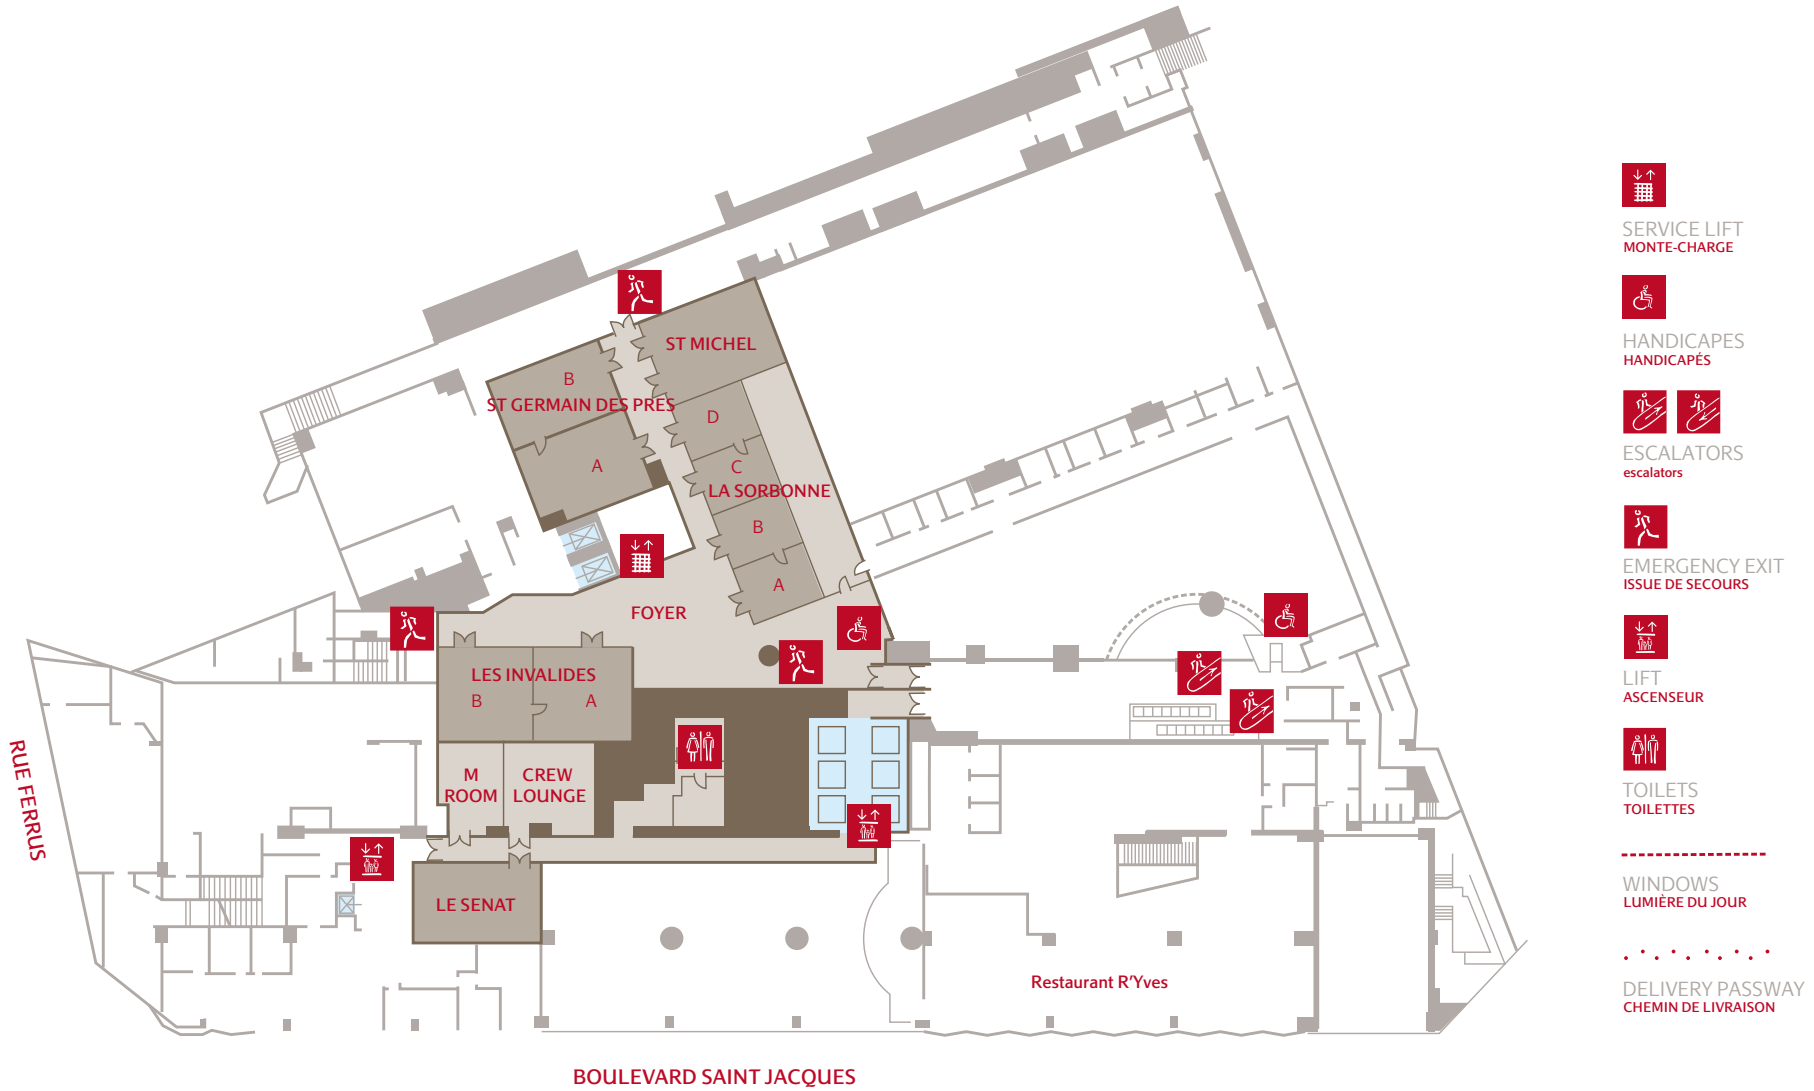 ST MICHEL
B
ST GERMAIN DES PRES
A
D
C
LA SORBONNE
B
A
FOYER
LES INVALIDES
B
A
M
ROOM
CREW
LOUNGE
LE SENAT
RUE FERRUS
Restaurant R'Yves
BOULEVARD SAINT JACQUES
SERVICE LIFT
MONTE-CHARGE
HANDICAPES
HANDICAPÉS
ESCALATORS
escalators
EMERGENCY EXIT
ISSUE DE SECOURS
LIFT
ASCENSEUR
TOILETS
TOILETTES
WINDOWS
LUMIÈRE DU JOUR
DELIVERY PASSWAY
CHEMIN DE LIVRAISON